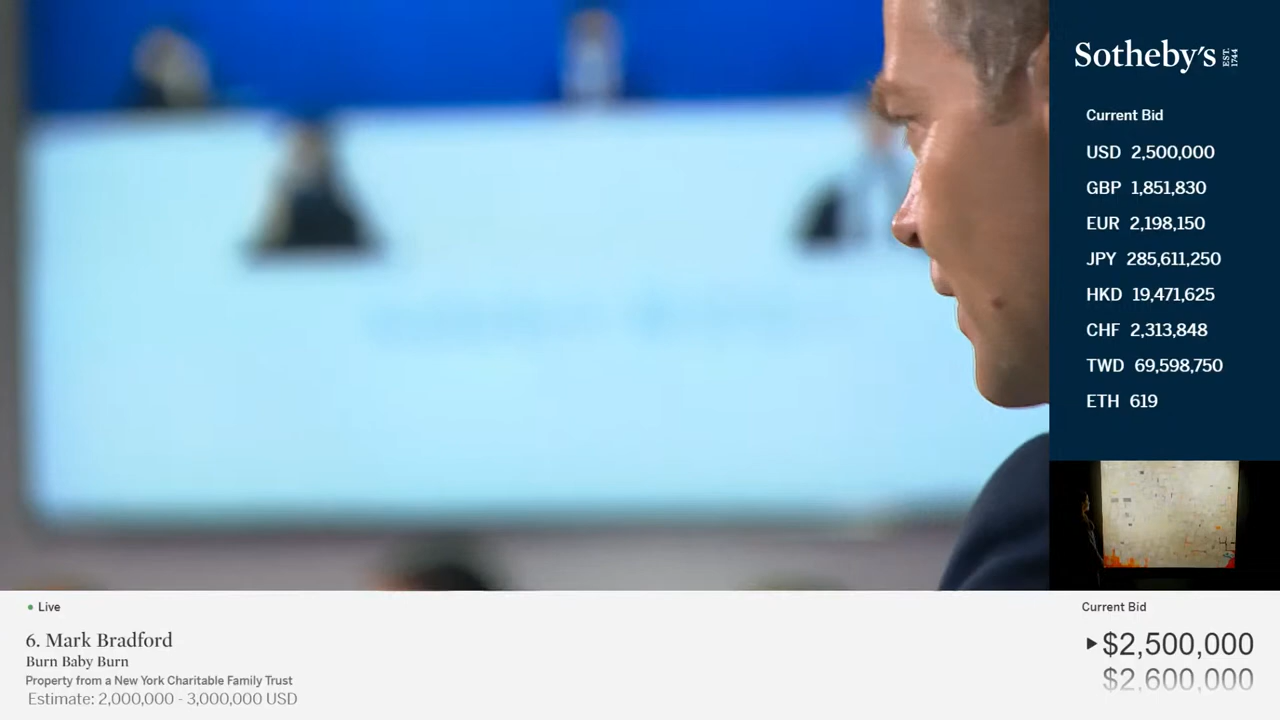 Sotheby's EST. 1744
Current Bid
USD 2,500,000
GBP 1,851,830
EUR 2,198,150
JPY 285,611,250
HKD 19,471,625
CHF 2,313,848
TWD 69,598,750
ETH 619
Live
6. Mark Bradford
Burn Baby Burn
Property from a New York Charitable Family Trust
Estimate: 2,000,000 - 3,000,000 USD
Current Bid
$2,500,000
$2,600,000